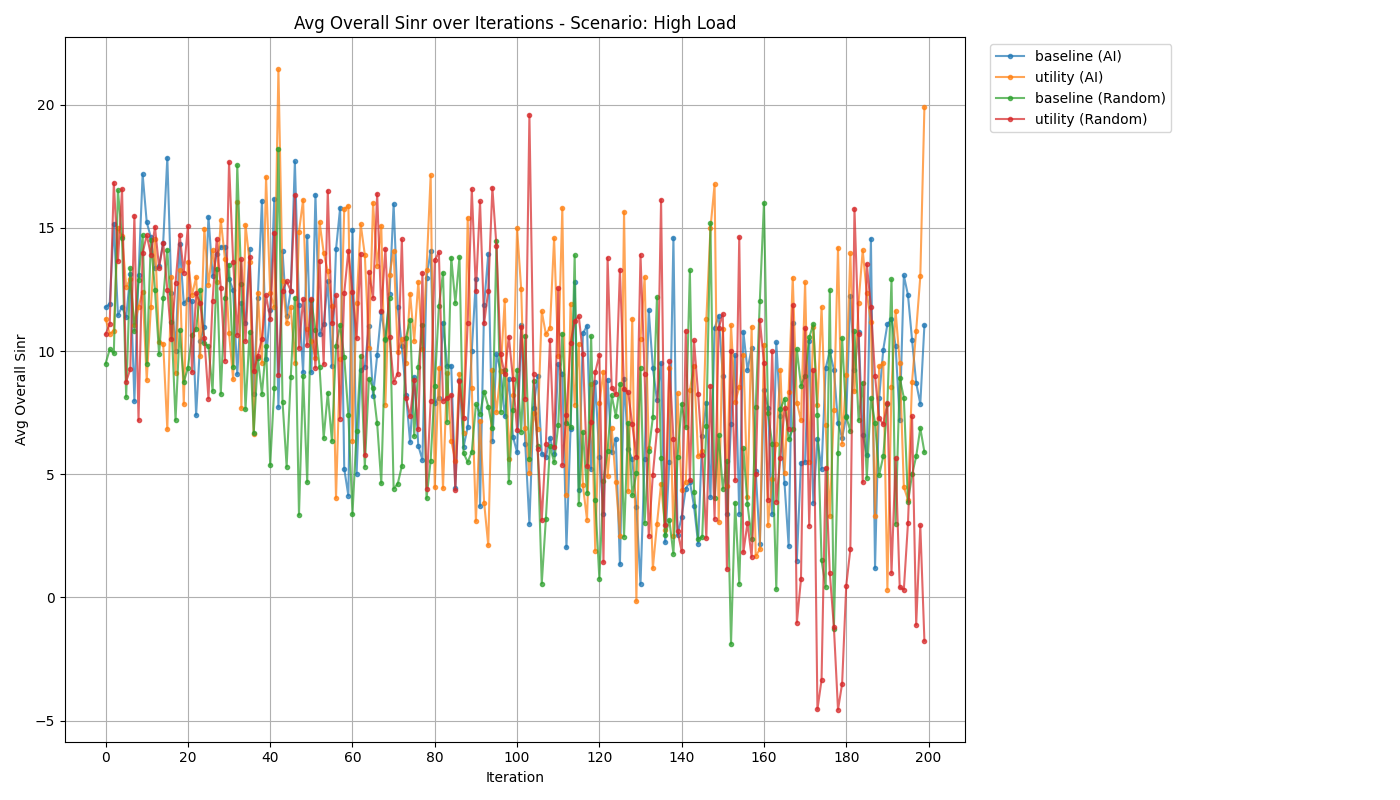 Avg Overall Sinr over Iterations - Scenario: High Load
baseline (AI)
utility (AI)
baseline (Random)
utility (Random)
Avg Overall Sinr
20
15
10
5
0
−5
0 20 40 60 80 100 120 140 160 180 200
Iteration